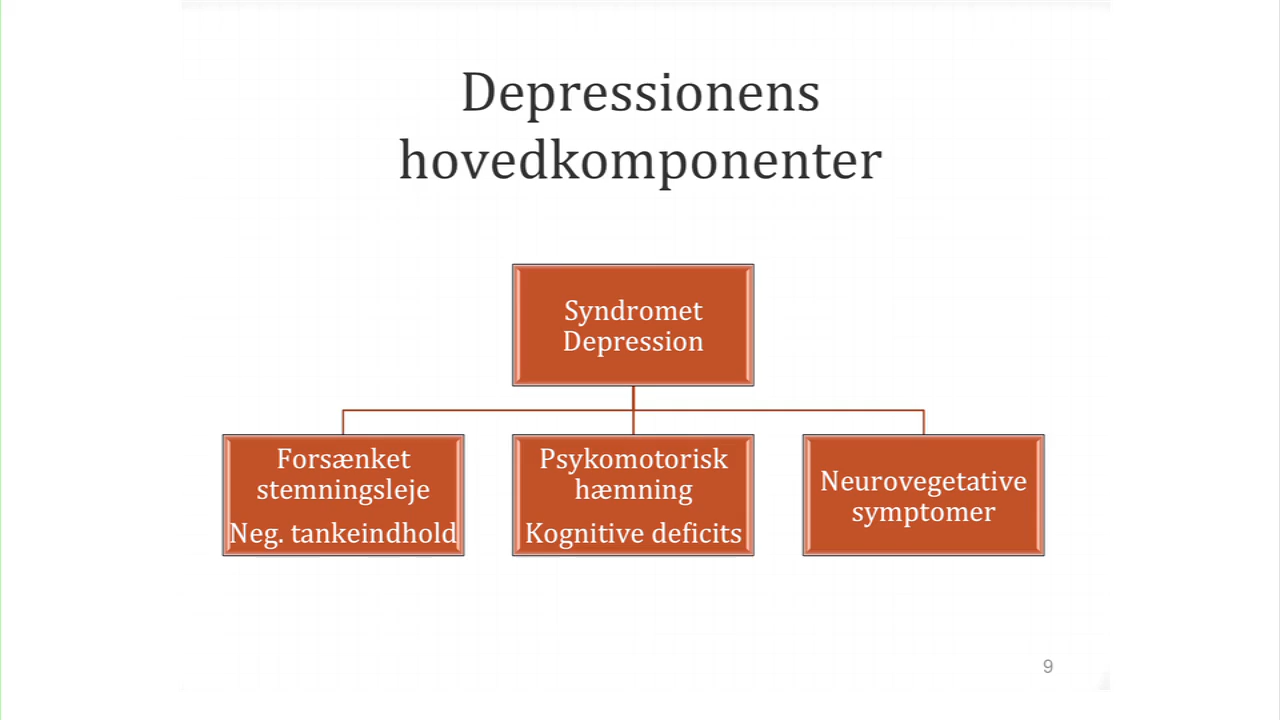 Depressionens
hovedkomponenter
Syndromet
Depression
Forsænket
stemningsleje
Neg. tankeindhold
Psykomotorisk
hæmning
Kognitive deficits
Neurovegetative
symptomer
9